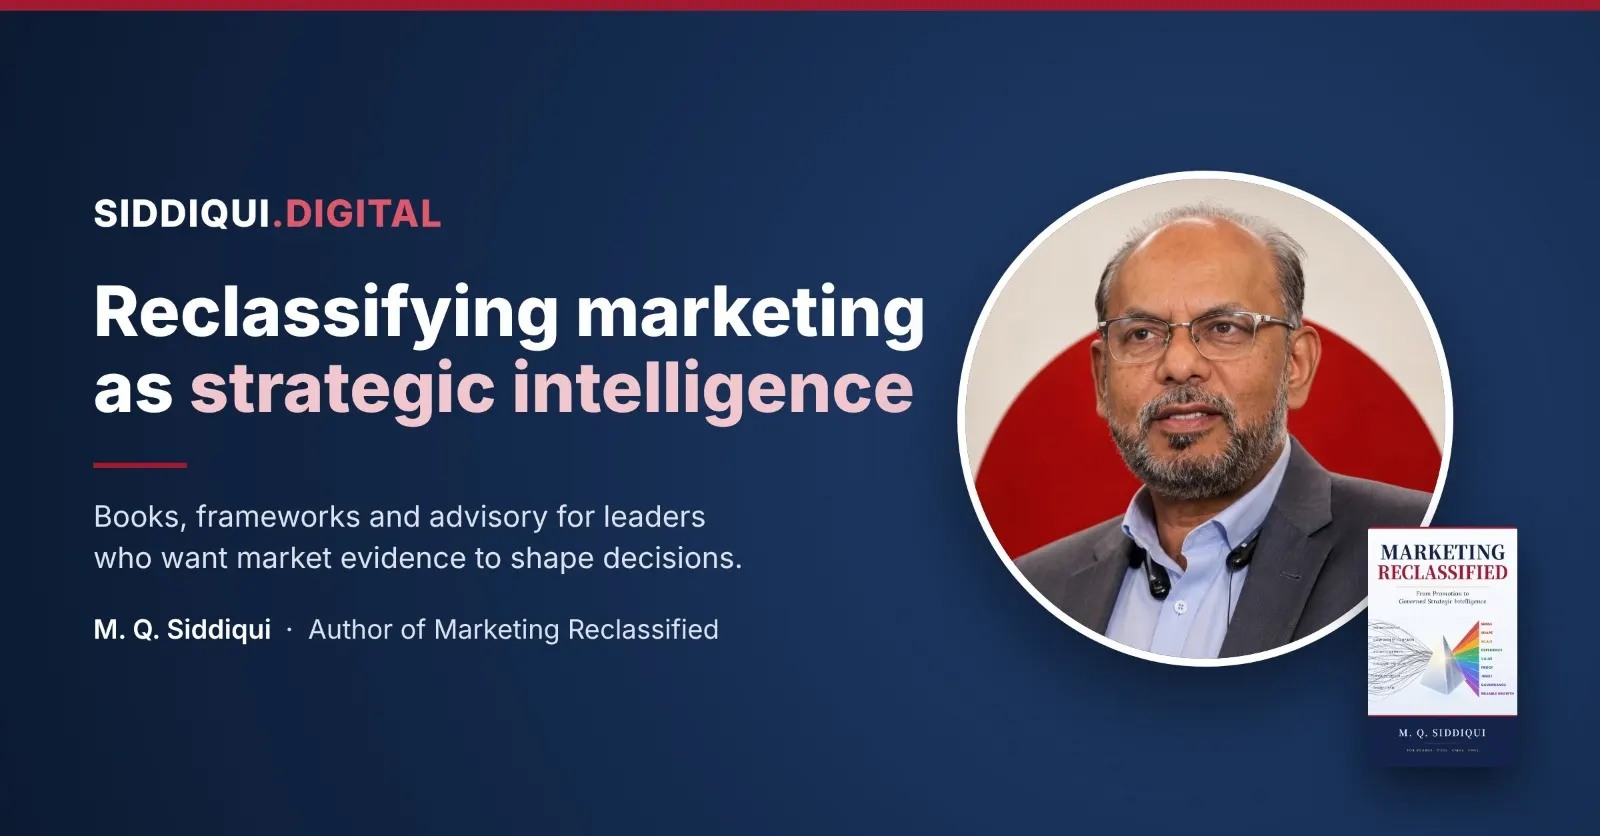 SIDDIQUI.DIGITAL
Reclassifying marketing
as strategic intelligence
Books, frameworks and advisory for leaders
who want market evidence to shape decisions.
M. Q. Siddiqui · Author of Marketing Reclassified
MARKETING
RECLASSIFIED
From Promotion to
Governed Strategic Intelligence
M. Q. SIDDIQUI